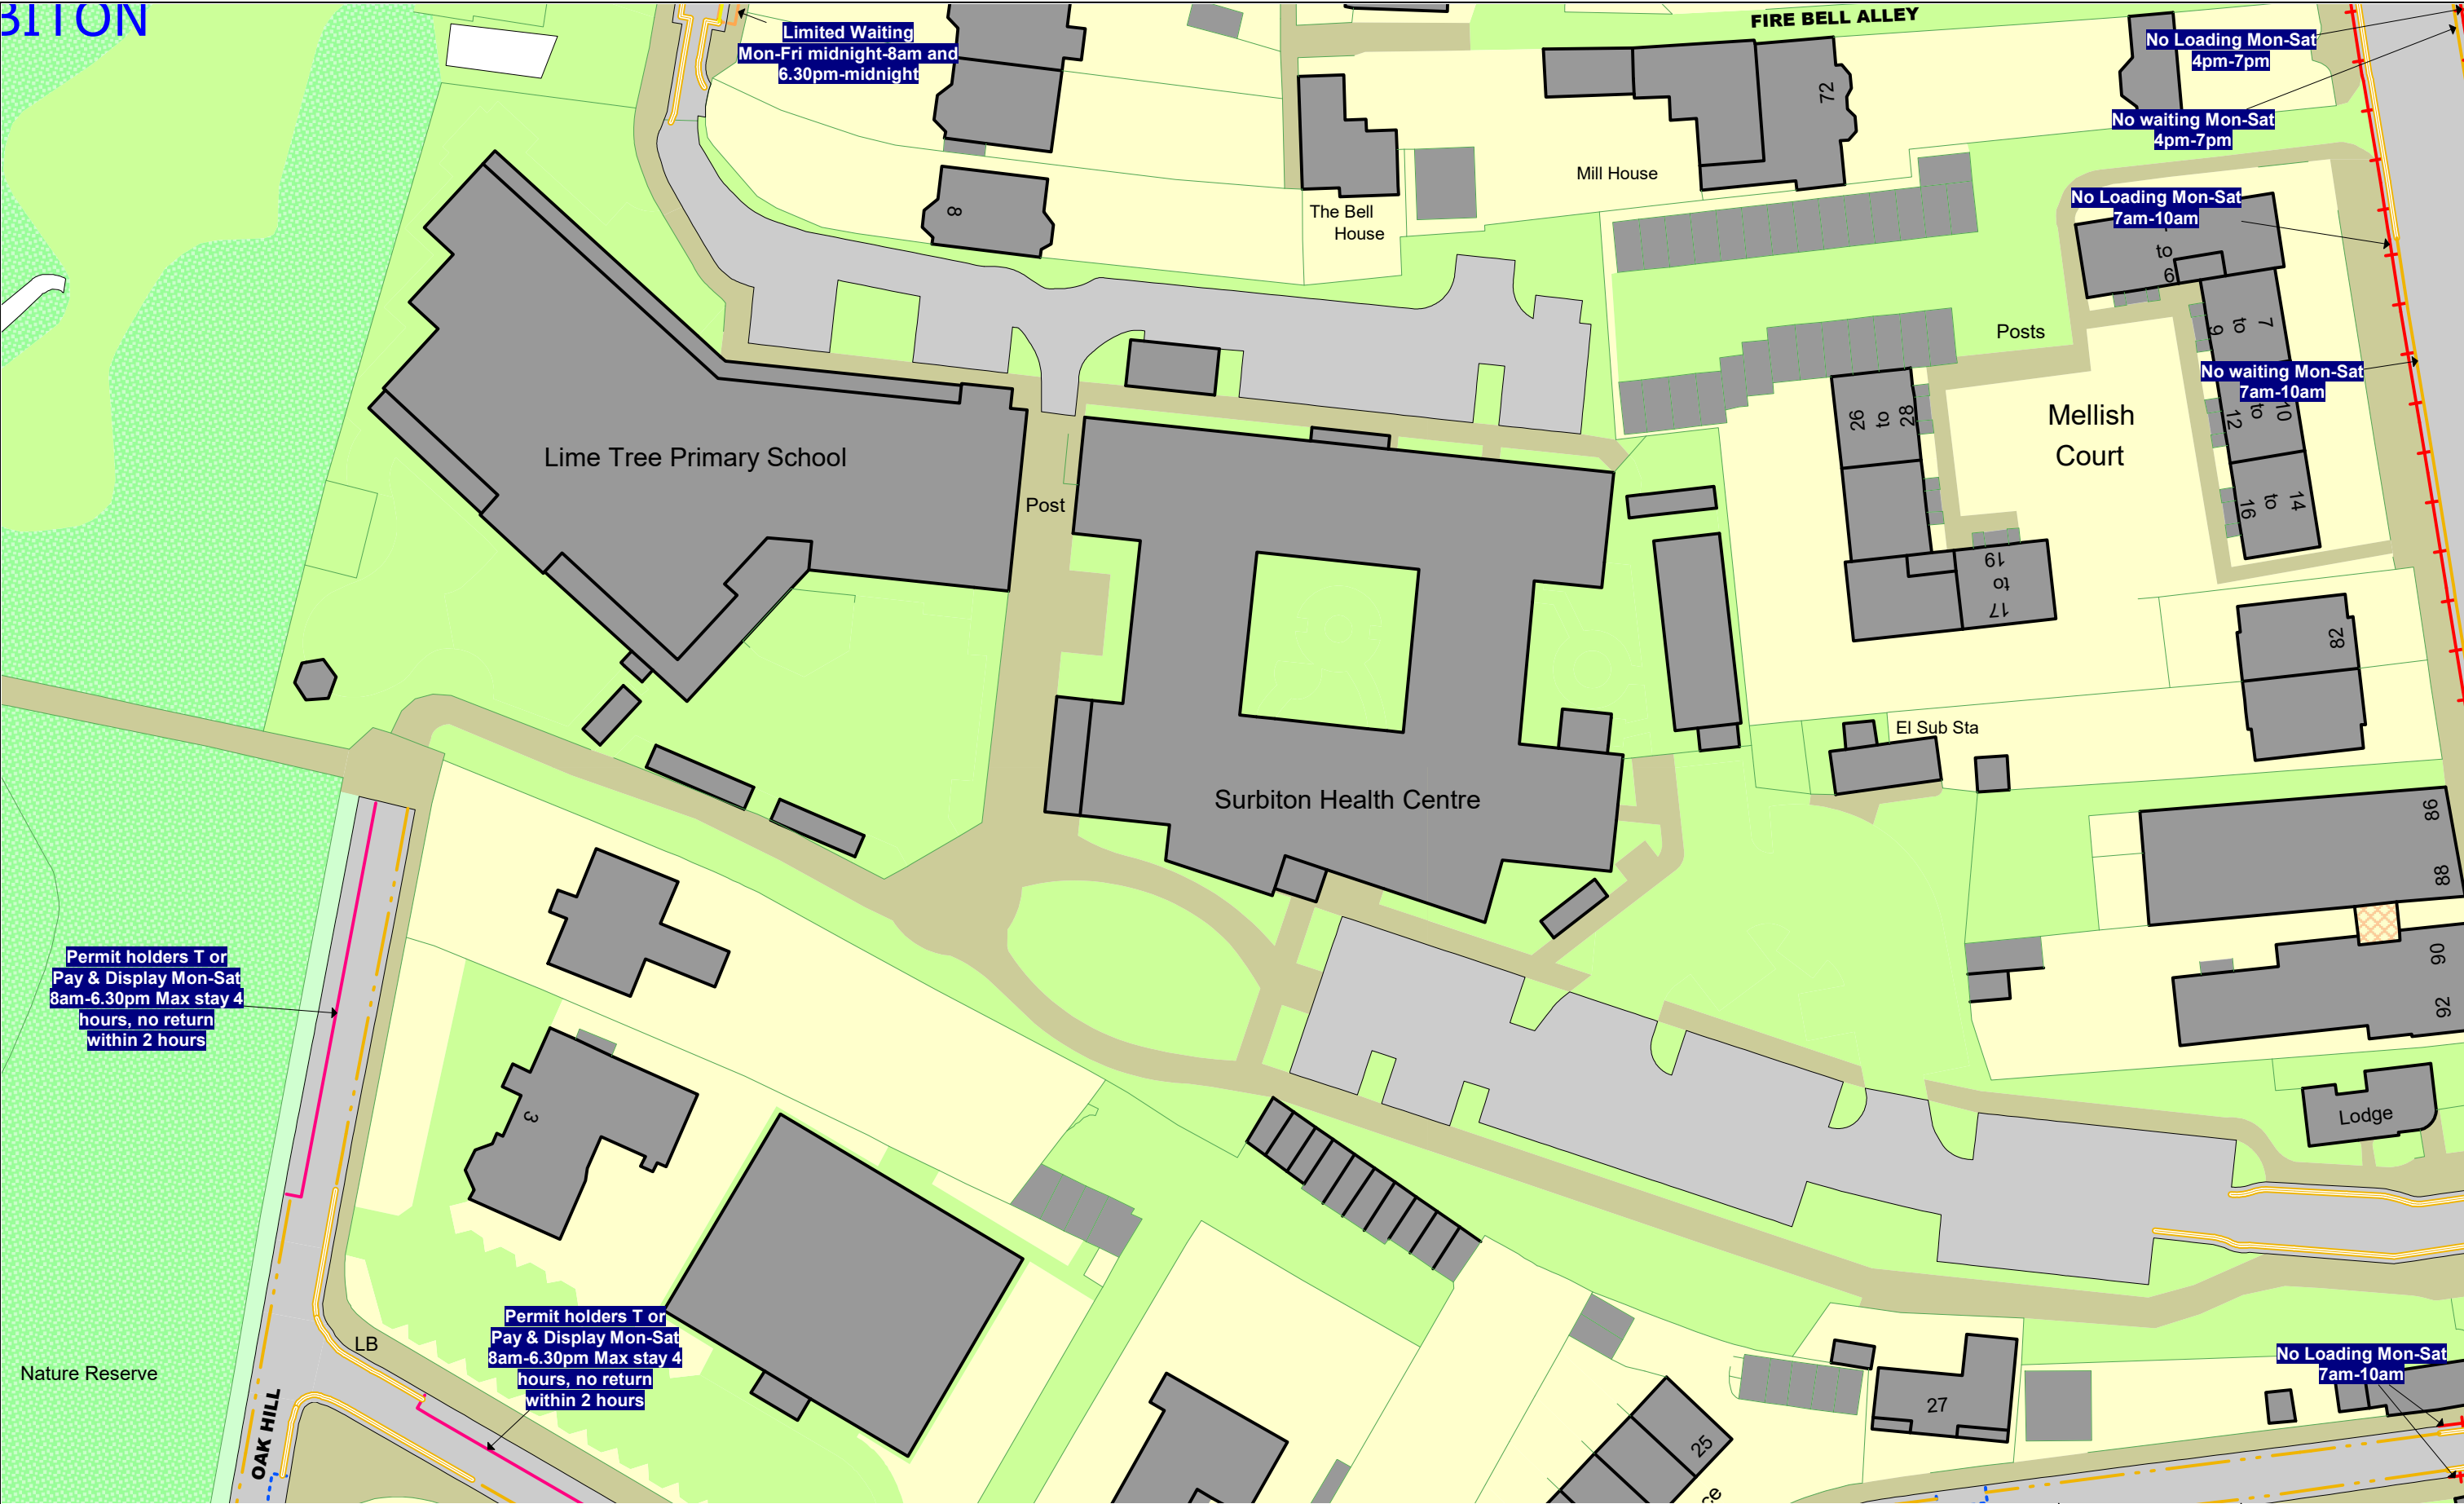 BITON
Limited Waiting
Mon-Fri midnight-8am and
6.30pm-midnight
FIRE BELL ALLEY
No Loading Mon-Sat
4pm-7pm
No waiting Mon-Sat
4pm-7pm
72
Mill House
The Bell
House
8
No Loading Mon-Sat
7am-10am
to
6
7
to
9
Posts
No waiting Mon-Sat
7am-10am
10
to
12
14
to
16
26
to
28
Mellish
Court
19
to
17
Lime Tree Primary School
Post
82
El Sub Sta
Surbiton Health Centre
86
88
90
92
Permit holders T or
Pay & Display Mon-Sat
8am-6.30pm Max stay 4
hours, no return
within 2 hours
3
Lodge
Permit holders T or
Pay & Display Mon-Sat
8am-6.30pm Max stay 4
hours, no return
within 2 hours
LB
Nature Reserve
OAK HILL
No Loading Mon-Sat
7am-10am
27
25
ce